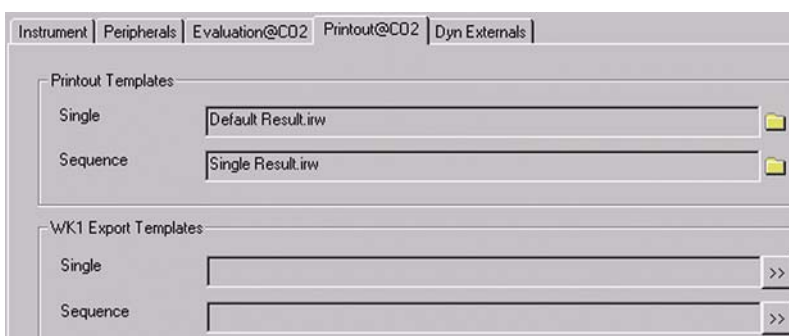 Instrument Peripherals Evaluation@CO2 Printout@CO2 Dyn Externals
Printout Templates
Single Default Result.irw
Sequence Single Result.irw
WK1 Export Templates
Single >>
Sequence >>